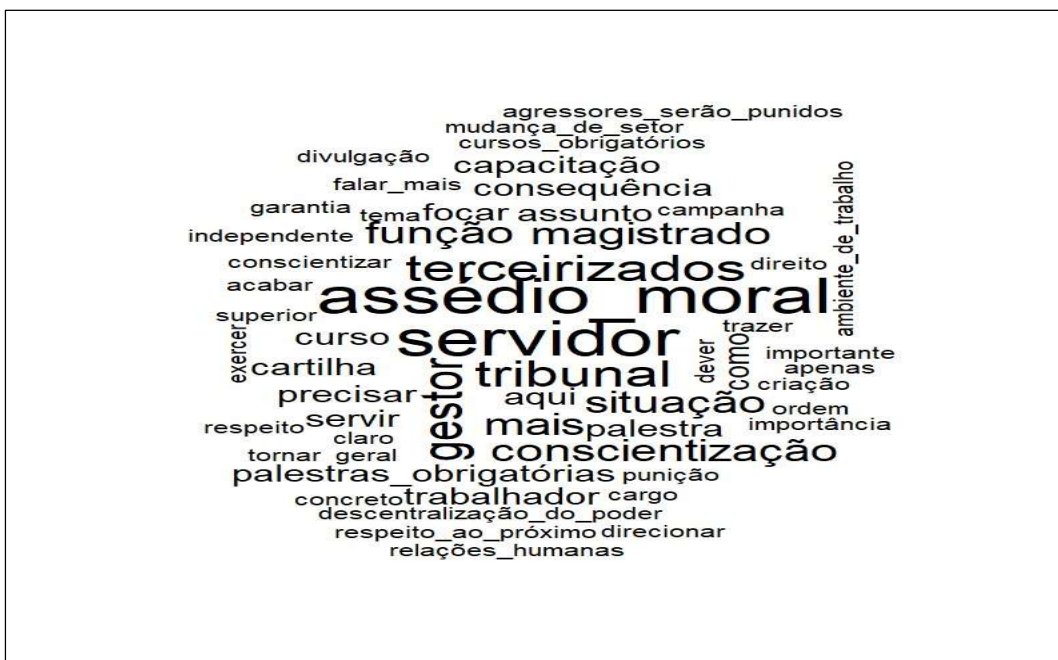 agressores_serão_punidos
mudança_de_setor
cursos_obrigatórios
divulgação
capacitação
falar_mais consequência
garantia tema focar assunto campanha
independente função magistrado
conscientizar terceirizados direito
ambiente_de_trabalho
acabar assédio_moral
superior servidor trazer
exercer curso dever como importante
cartilha gestor tribunal apenas
precisar aqui situação criação
ordem
respeito servir mais palestra importância
claro
tornar geral conscientização
palestras_obrigatórias punição
concreto trabalhador cargo
descentralização_do_poder
respeito_ao_próximo direcionar
relações_humanas